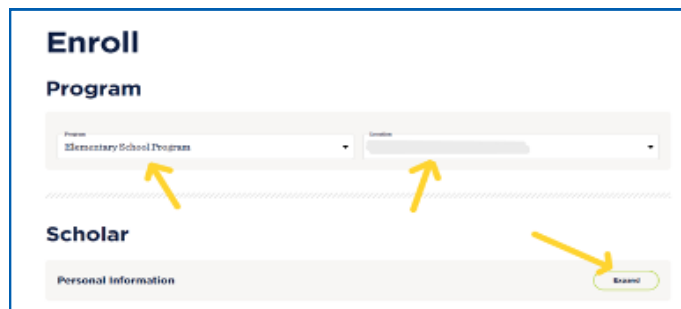 Enroll
Program
Program
Location
Elementary School Program
Scholar
Personal Information
Expand